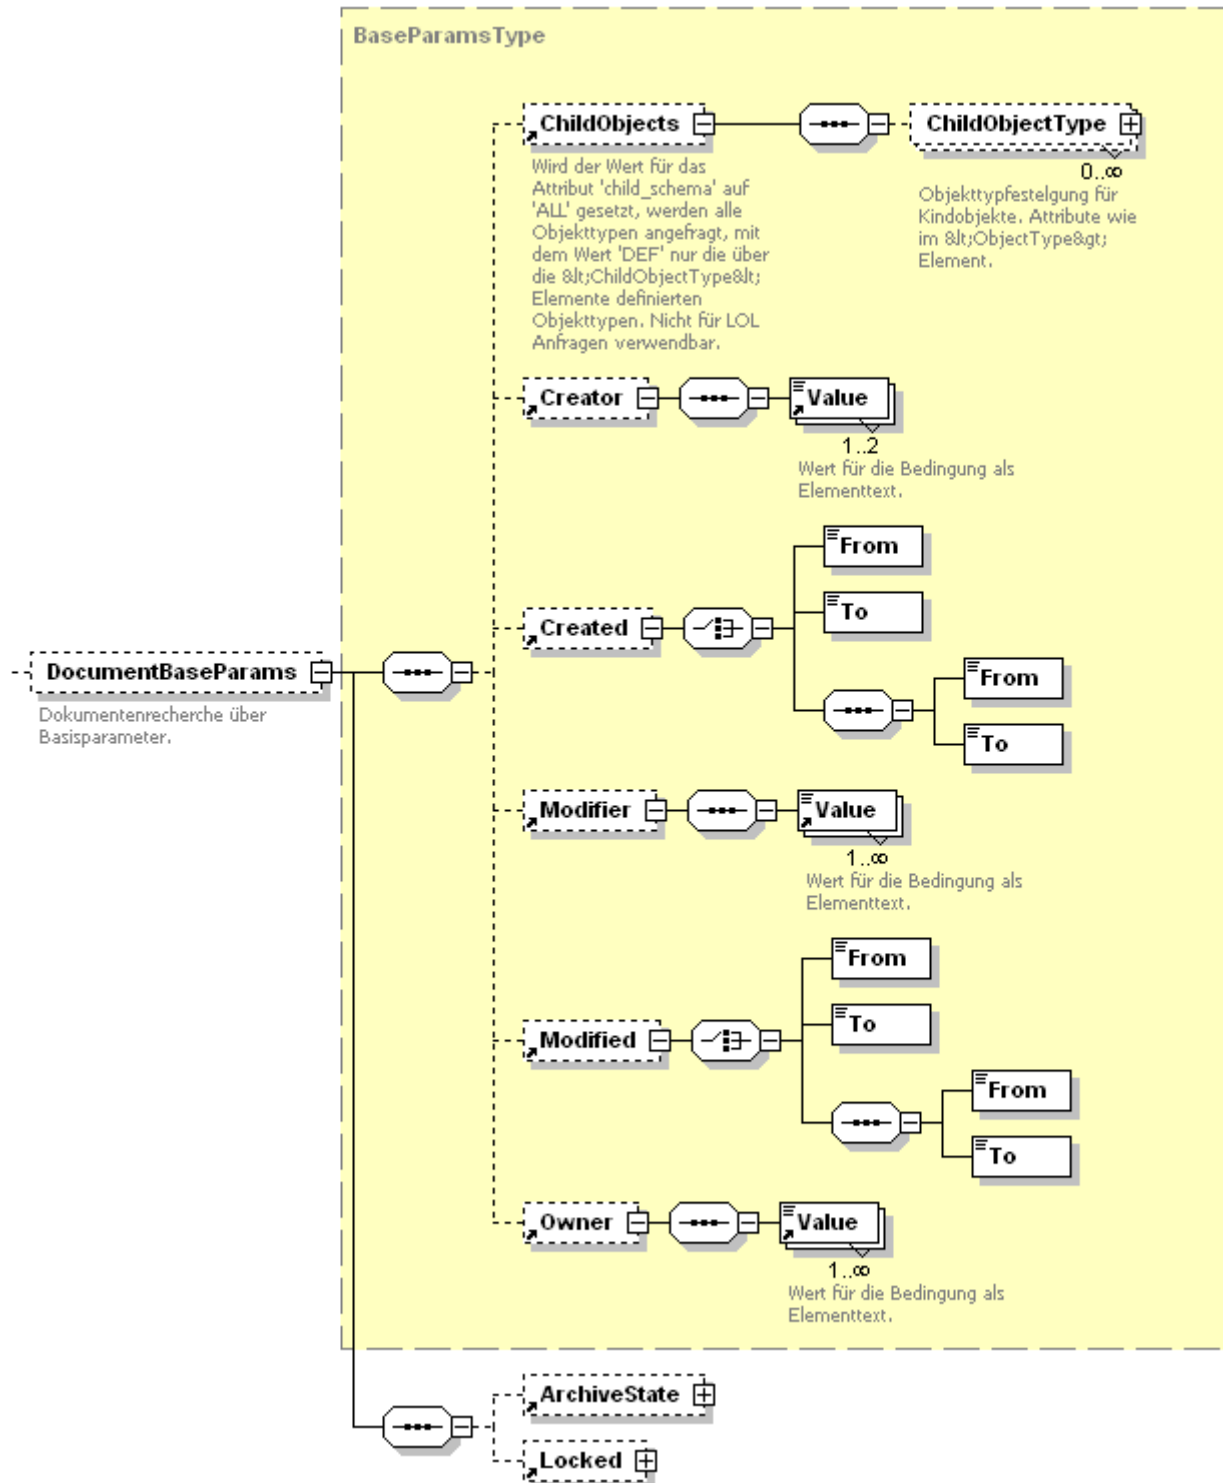 BaseParamsType
ChildObjects
ChildObjectType
0..∞
Wird der Wert für das
Attribut 'child_schema' auf
'ALL' gesetzt, werden alle
Objekttypen angefragt, mit
dem Wert 'DEF' nur die über
die &lt;ChildObjectType&lt;
Elemente definierten
Objekttypen. Nicht für LOL
Anfragen verwendbar.
Objekttypfestelgung für
Kindobjekte. Attribute wie
im &lt;ObjectType&gt;
Element.
Creator
Value
1..2
Wert für die Bedingung als
Elementtext.
From
To
Created
From
To
DocumentBaseParams
Dokumentenrecherche über
Basisparameter.
Modifier
Value
1..∞
Wert für die Bedingung als
Elementtext.
From
To
Modified
From
To
Owner
Value
1..∞
Wert für die Bedingung als
Elementtext.
ArchiveState
Locked